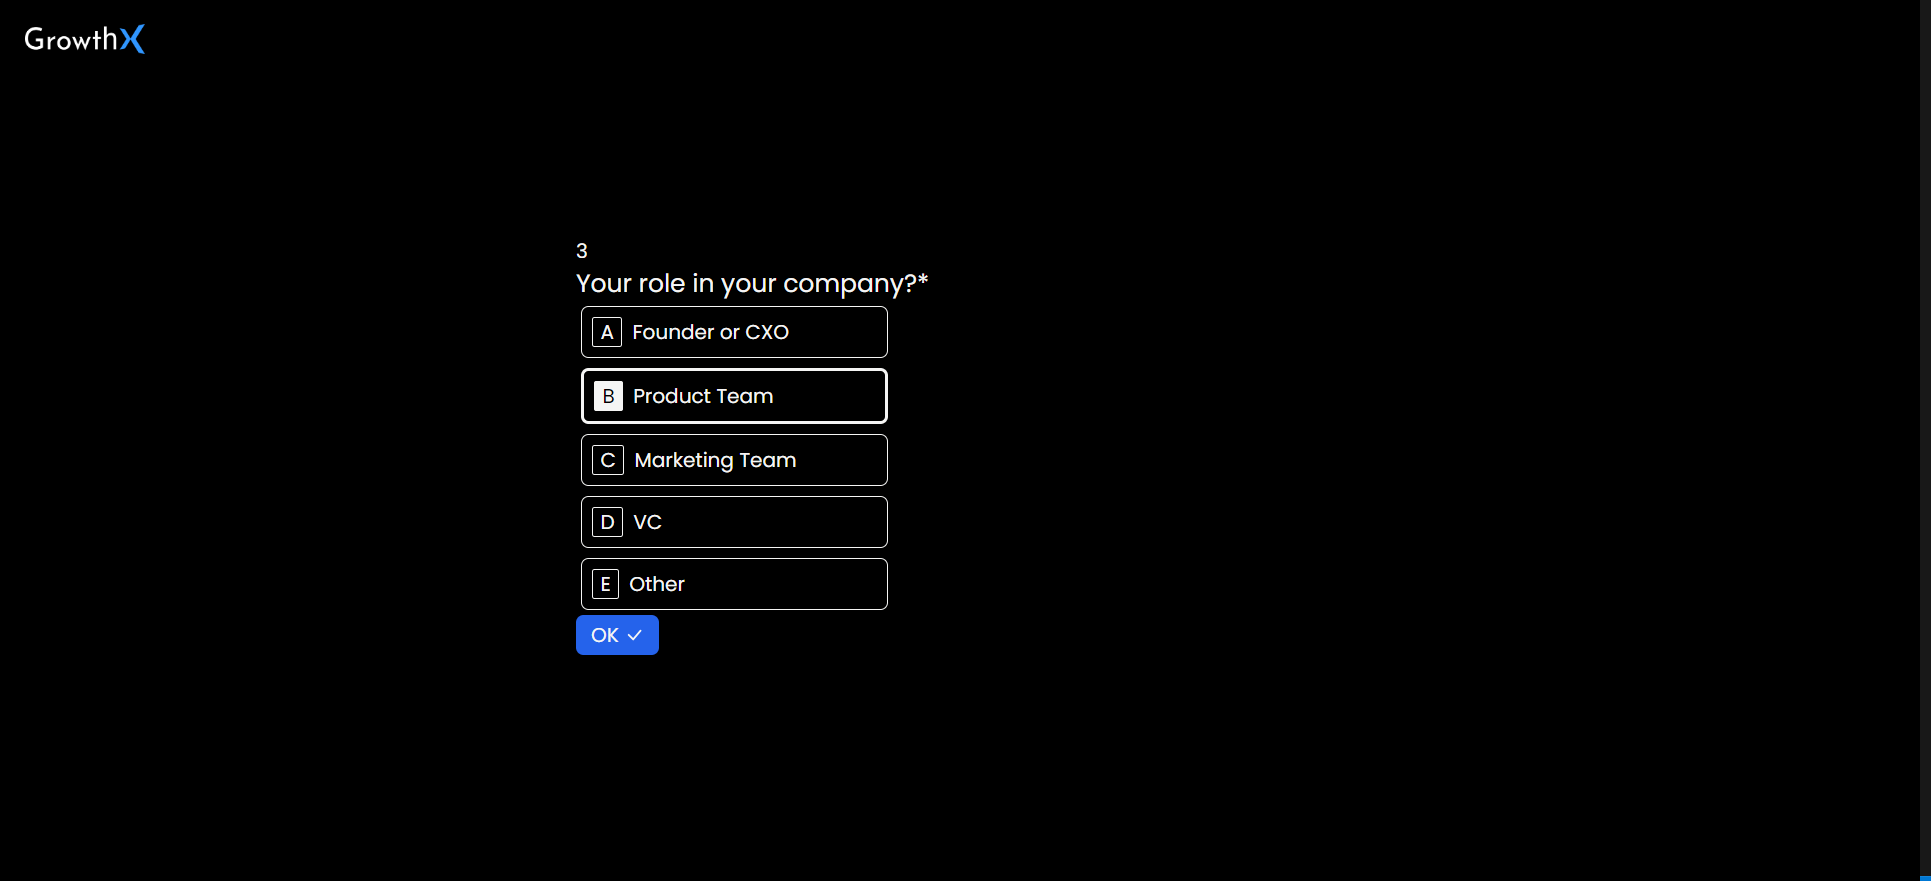 GrowthX
3
Your role in your company?*
A Founder or CXO
B Product Team
C Marketing Team
D VC
E Other
OK